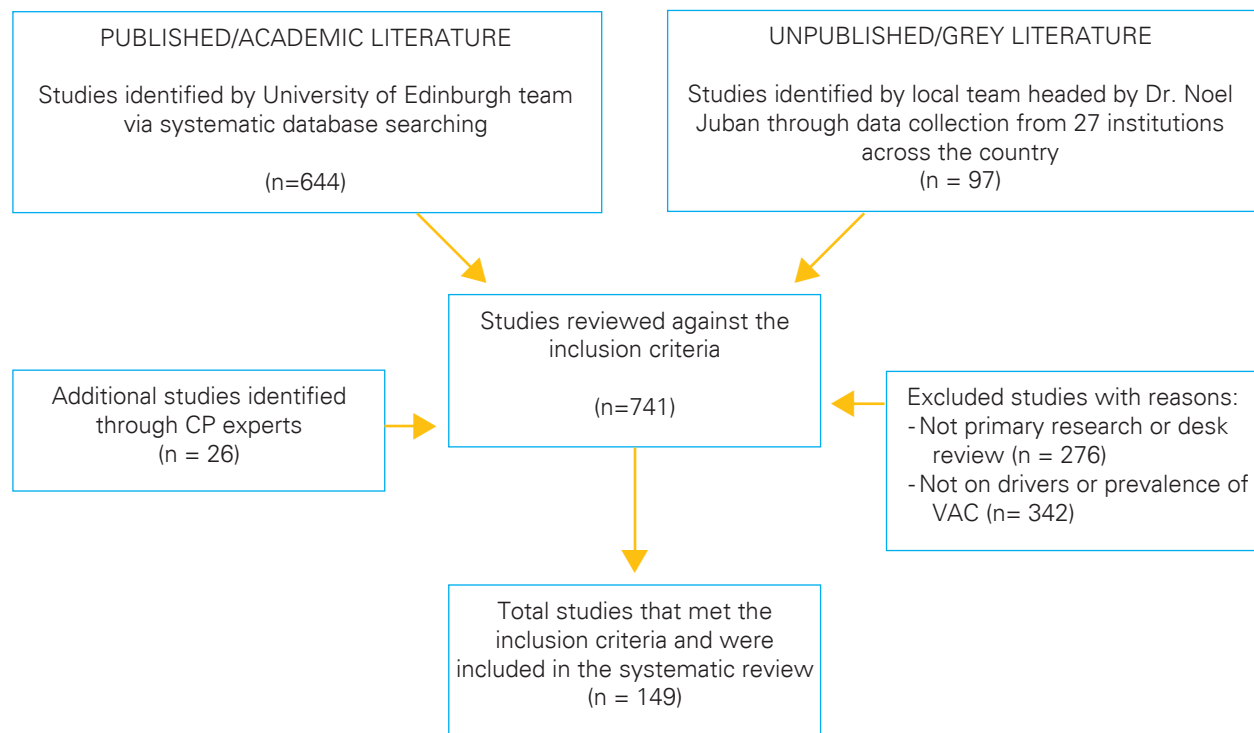 PUBLISHED/ACADEMIC LITERATURE
Studies identified by University of Edinburgh team
via systematic database searching
(n=644)
UNPUBLISHED/GREY LITERATURE
Studies identified by local team headed by Dr. Noel
Juban through data collection from 27 institutions
across the country
(n = 97)
Studies reviewed against the
inclusion criteria
(n=741)
Additional studies identified
through CP experts
(n = 26)
Excluded studies with reasons:
- Not primary research or desk
review (n = 276)
- Not on drivers or prevalence of
VAC (n= 342)
Total studies that met the
inclusion criteria and were
included in the systematic review
(n = 149)